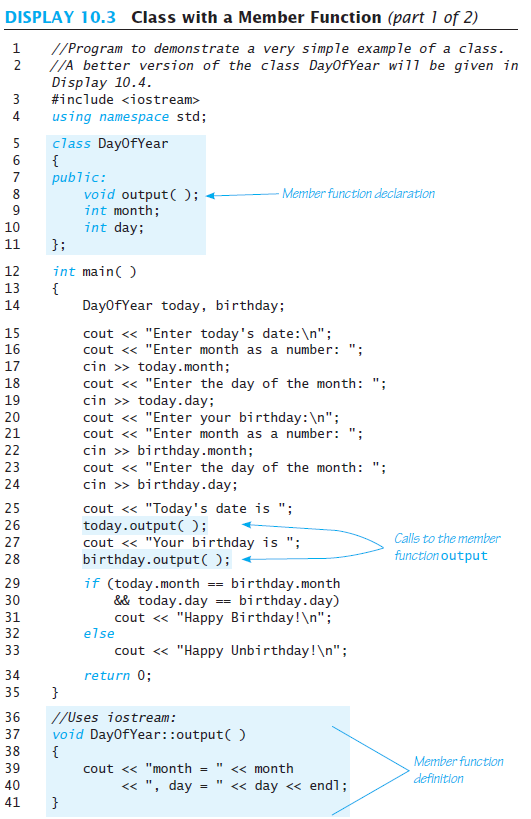 DISPLAY 10.3 Class with a Member Function (part 1 of 2)
1 //Program to demonstrate a very simple example of a class.
2 //A better version of the class DayOfYear will be given in
Display 10.4.
3 #include <iostream>
4 using namespace std;
5 class DayOfYear
6 {
7 public:
8 void output( ); Member function declaration
9 int month;
10 int day;
11 };
12 int main( )
13 {
14 DayOfYear today, birthday;
15 cout << "Enter today's date:\n";
16 cout << "Enter month as a number: ";
17 cin >> today.month;
18 cout << "Enter the day of the month: ";
19 cin >> today.day;
20 cout << "Enter your birthday:\n";
21 cout << "Enter month as a number: ";
22 cin >> birthday.month;
23 cout << "Enter the day of the month: ";
24 cin >> birthday.day;
25 cout << "Today's date is ";
26 today.output( );
27 cout << "Your birthday is ";
28 birthday.output( );
Calls to the member
function output
29 if (today.month == birthday.month
30 && today.day == birthday.day)
31 cout << "Happy Birthday!\n";
32 else
33 cout << "Happy Unbirthday!\n";
34 return 0;
35 }
36 //Uses iostream:
37 void DayOfYear::output( )
38 {
39 cout << "month = " << month
40 << ", day = " << day << endl;
41 }
Member function
definition